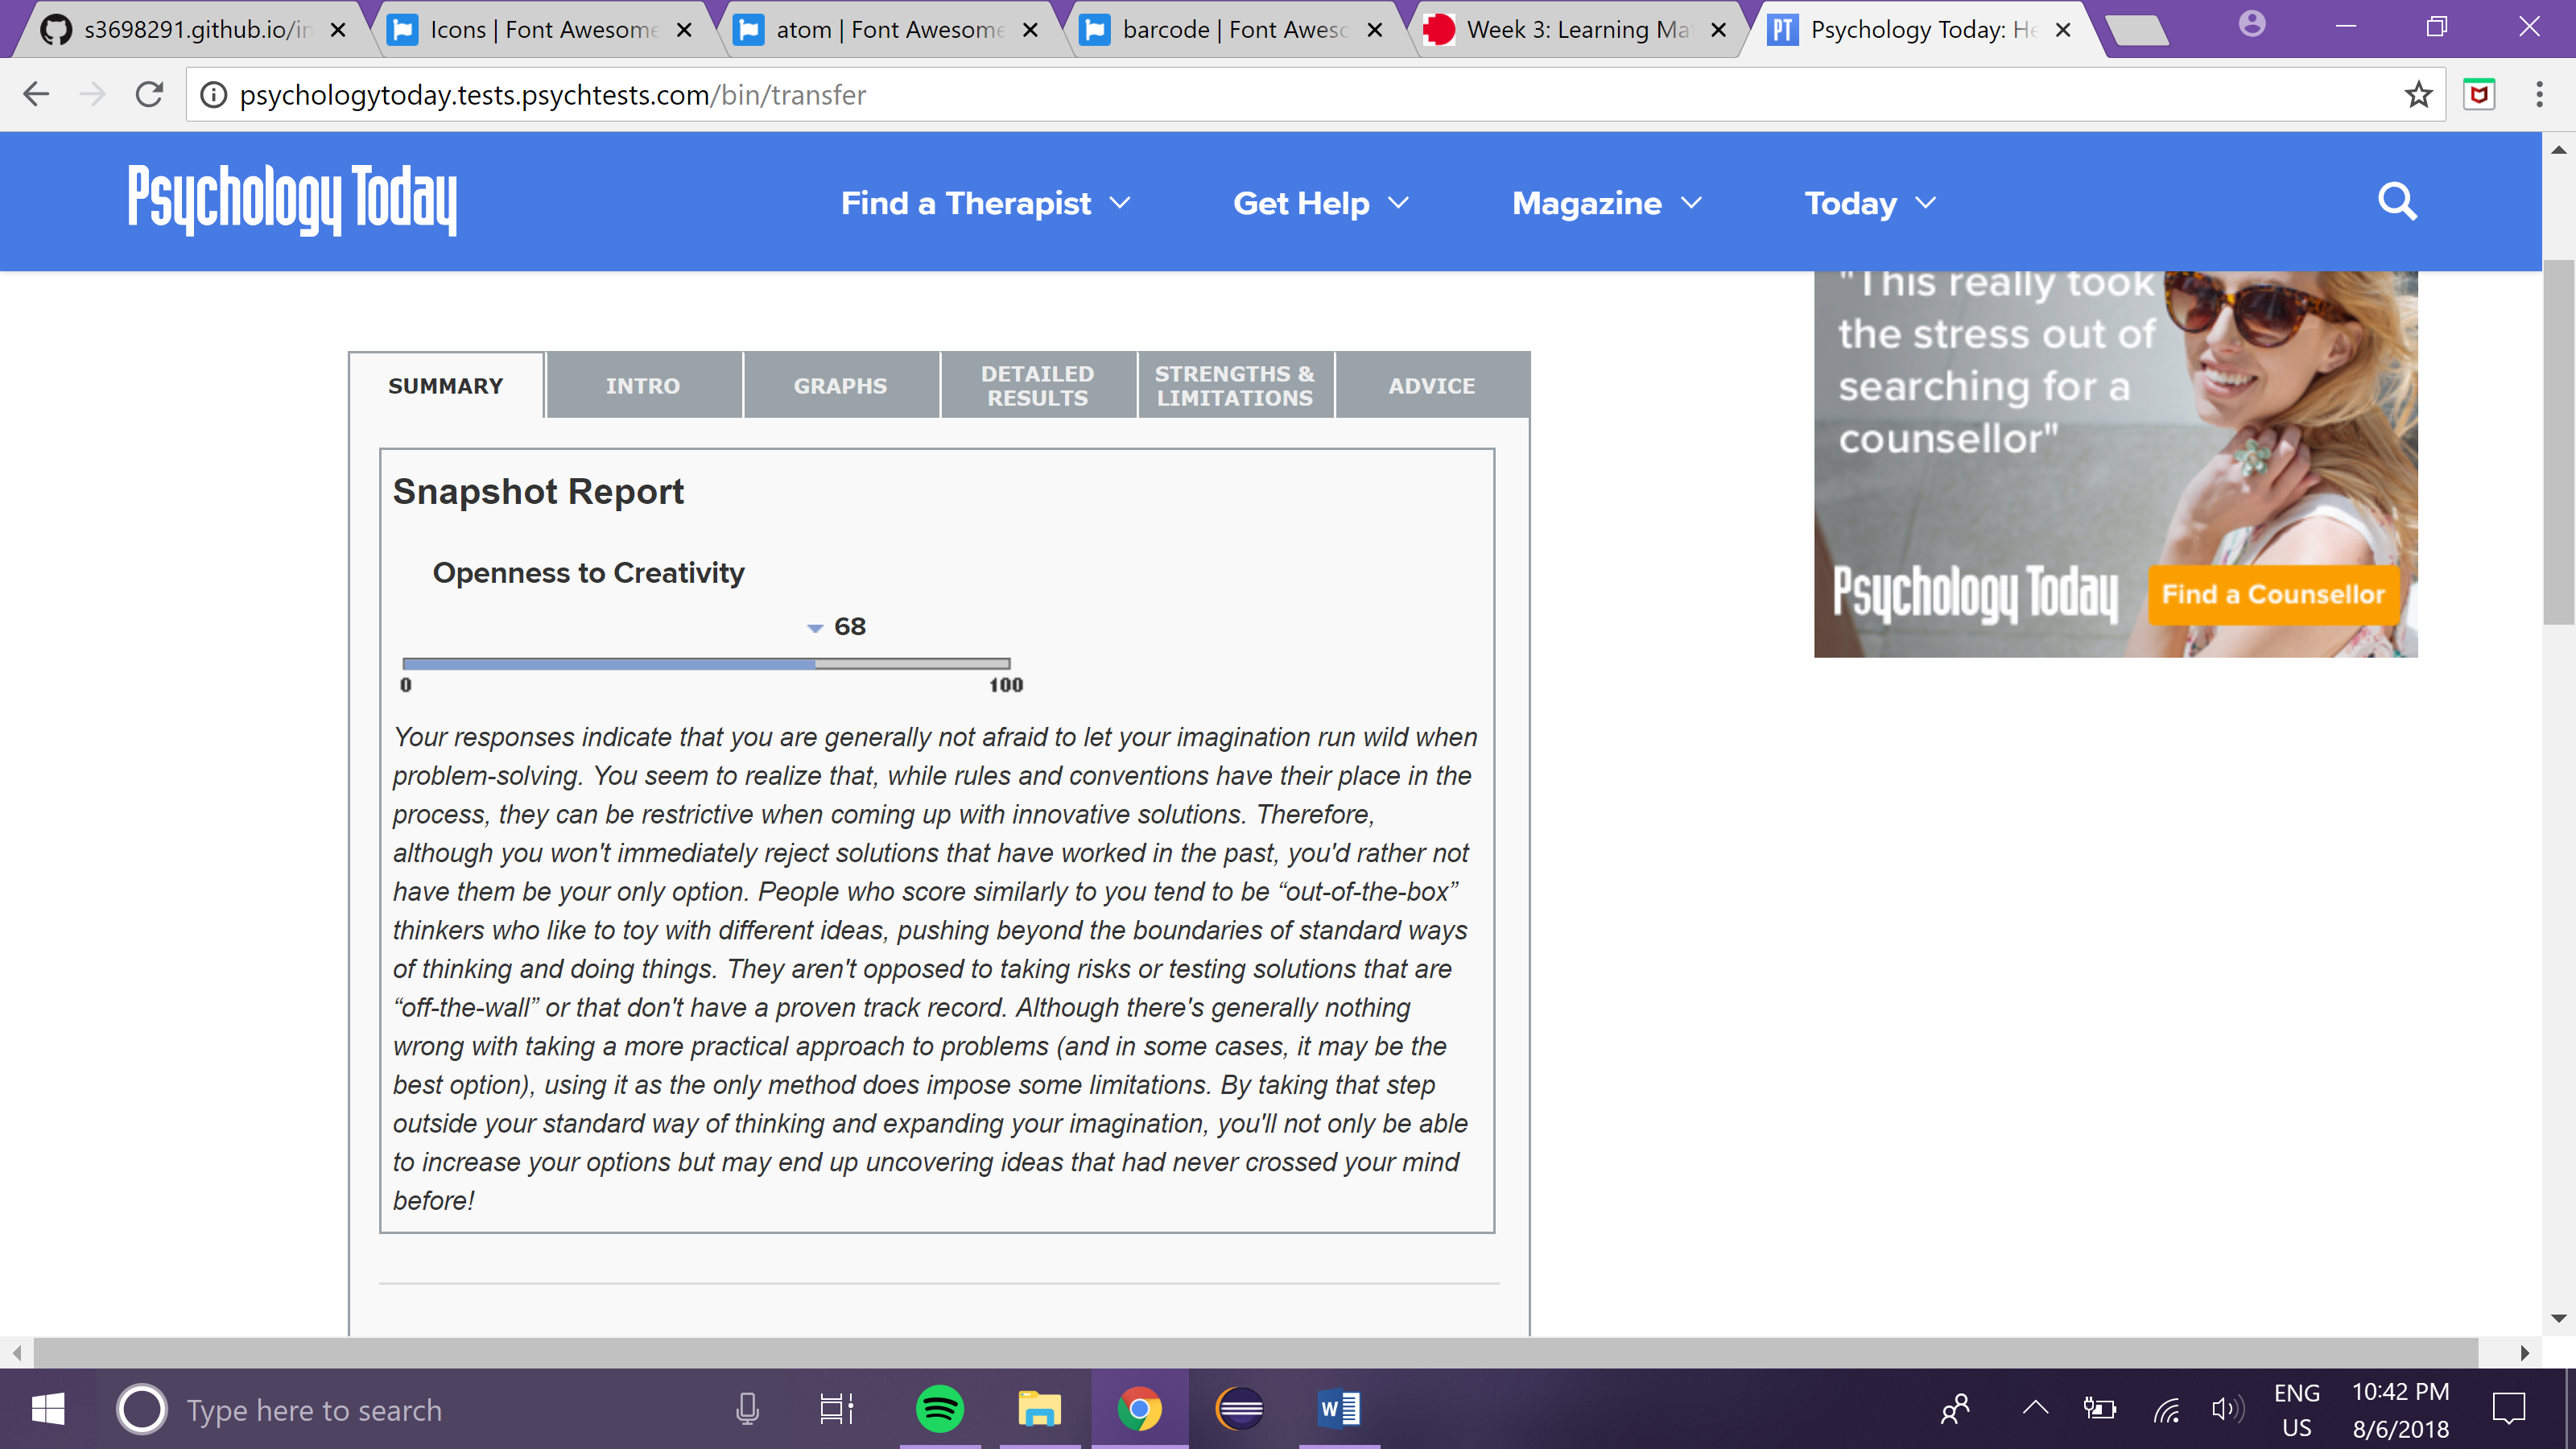 s3698291.github.io/in
Icons | Font Awesome
atom | Font Awesome
barcode | Font Aweso
Week 3: Learning Mat
PT Psychology Today: He
psychologytoday.tests.psychtests.com/bin/transfer
Psychology Today
Find a Therapist
Get Help
Magazine
Today
"This really took
the stress out of
searching for a
counsellor"
Psychology Today
Find a Counsellor
SUMMARY
INTRO
GRAPHS
DETAILED
RESULTS
STRENGTHS &
LIMITATIONS
ADVICE
Snapshot Report
Openness to Creativity
68
0 100
Your responses indicate that you are generally not afraid to let your imagination run wild when
problem-solving. You seem to realize that, while rules and conventions have their place in the
process, they can be restrictive when coming up with innovative solutions. Therefore,
although you won't immediately reject solutions that have worked in the past, you'd rather not
have them be your only option. People who score similarly to you tend to be “out-of-the-box”
thinkers who like to toy with different ideas, pushing beyond the boundaries of standard ways
of thinking and doing things. They aren't opposed to taking risks or testing solutions that are
“off-the-wall” or that don't have a proven track record. Although there's generally nothing
wrong with taking a more practical approach to problems (and in some cases, it may be the
best option), using it as the only method does impose some limitations. By taking that step
outside your standard way of thinking and expanding your imagination, you'll not only be able
to increase your options but may end up uncovering ideas that had never crossed your mind
before!
Type here to search
W
ENG
US
10:42 PM
8/6/2018